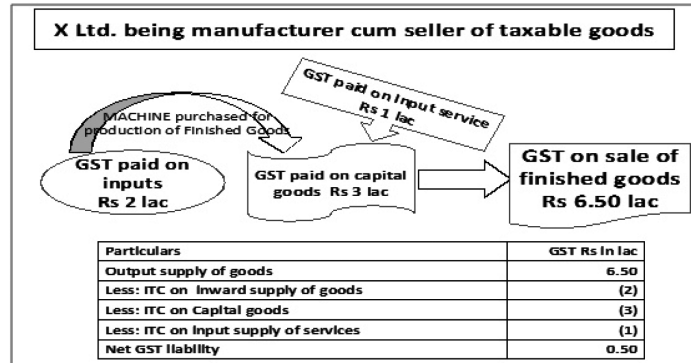 X Ltd. being manufacturer cum seller of taxable goods
GST paid on Input service
Rs 1 lac
MACHINE purchased for
production of Finished Goods
GST paid on
inputs
Rs 2 lac
GST paid on capital
goods Rs 3 lac
GST on sale of
finished goods
Rs 6.50 lac
Particulars GST Rs in lac
Output supply of goods 6.50
Less: ITC on Inward supply of goods (2)
Less: ITC on Capital goods (3)
Less: ITC on Input supply of services (1)
Net GST liability 0.50